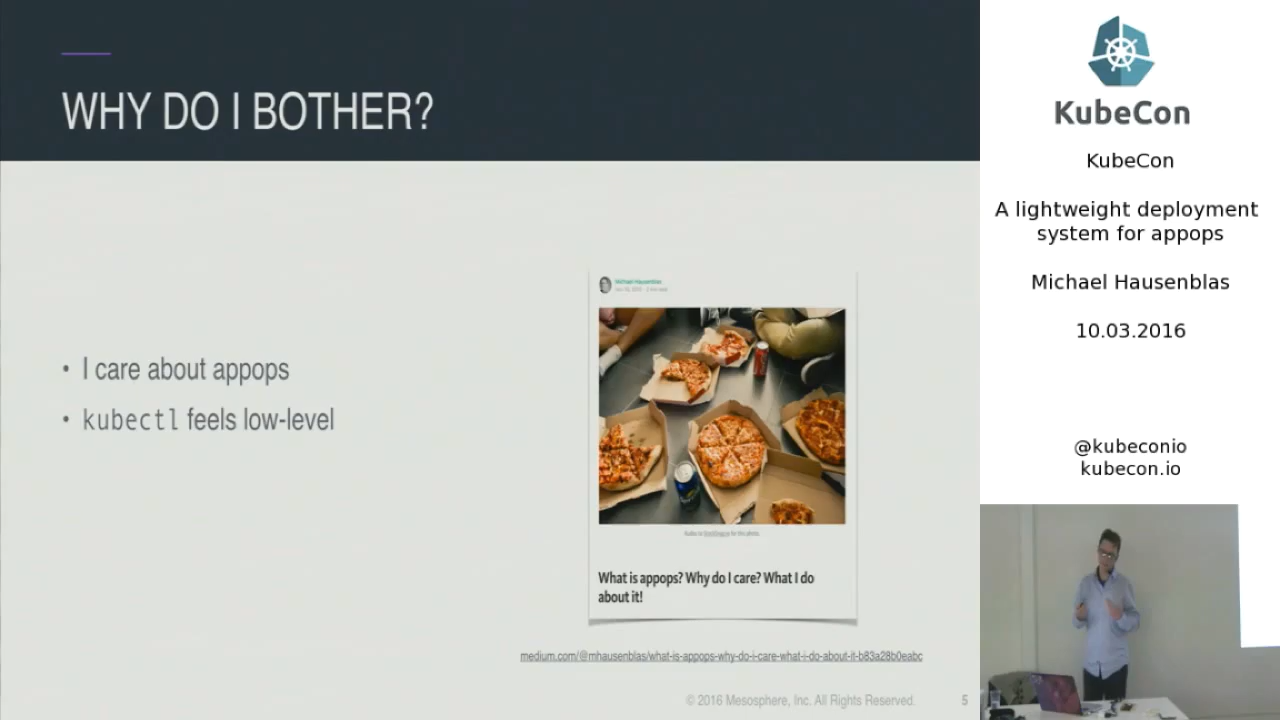 WHY DO I BOTHER?
• I care about appops
• kubectl feels low-level
Michael Hausenblas
What is appops? Why do I care? What I do
about it!
medium.com/@mhausenblas/what-is-appops-why-do-i-care-what-i-do-about-it-b83a28b0eabc
© 2016 Mesosphere, Inc. All Rights Reserved.
5
KubeCon
KubeCon
A lightweight deployment
system for appops
Michael Hausenblas
10.03.2016
@kubeconio
kubecon.io